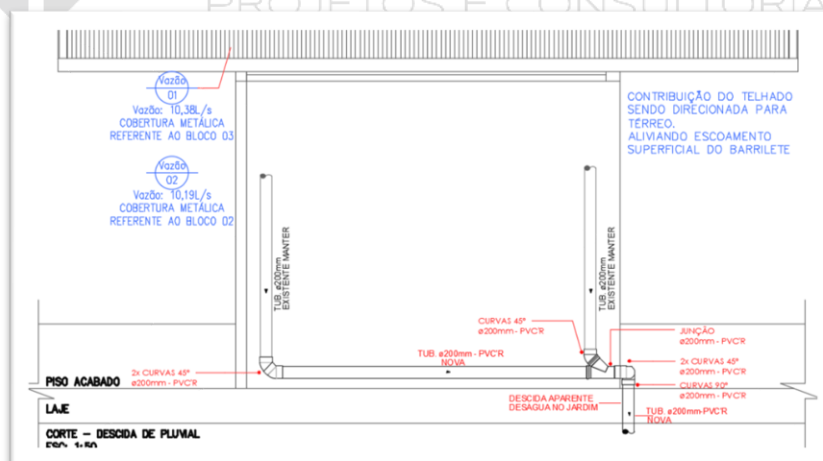 PROJETOS E CONSULTORIA
Vazão
01
Vazão: 10,38L/s
COBERTURA METÁLICA
REFERENTE AO BLOCO 03
Vazão
02
Vazão: 10,19L/s
COBERTURA METÁLICA
REFERENTE AO BLOCO 02
CONTRIBUIÇÃO DO TELHADO
SENDO DIRECIONADA PARA
TÉRREO.
ALIVIANDO ESCOAMENTO
SUPERFICIAL DO BARRILETE
TUB. ø200mm
EXISTENTE MANTER
TUB. ø200mm
EXISTENTE MANTER
CURVAS 45°
ø200mm - PVC'R
JUNÇÃO
ø200mm - PVC'R
TUB. ø200mm - PVC'R
NOVA
2x CURVAS 45°
ø200mm - PVC'R
2x CURVAS 45°
ø200mm - PVC'R
CURVAS 90°
ø200mm - PVC'R
PISO ACABADO
DESCIDA APARENTE
DESAGUA NO JARDIM
TUB. ø200mm-PVC'R
NOVA
LAJE
CORTE - DESCIDA DE PLUVIAL
ESC: 1:50